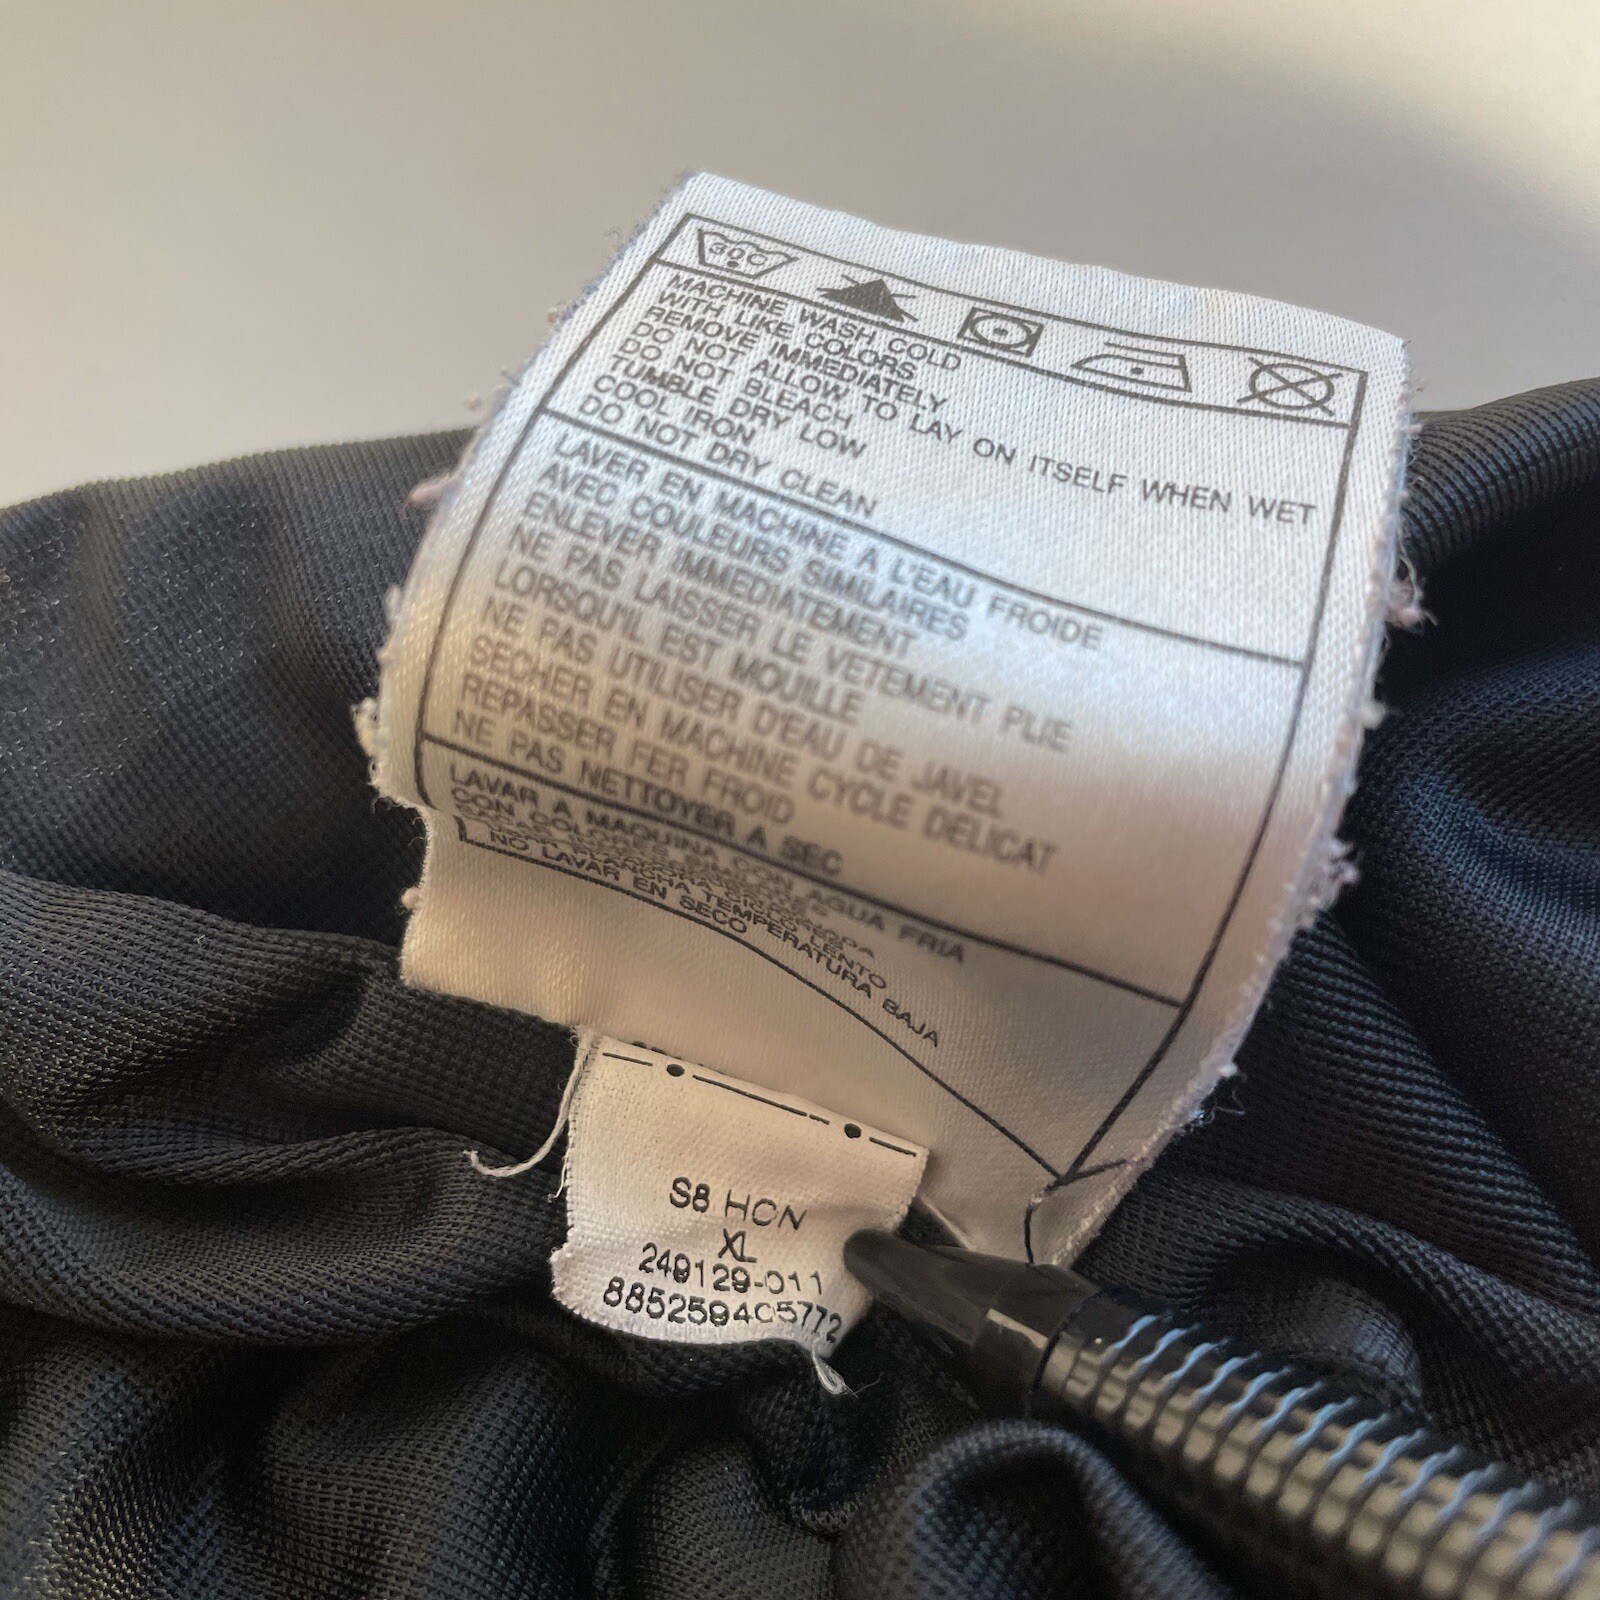 30C
MACHINE WASH COLD
WITH LIKE COLORS
REMOVE IMMEDIATELY
DO NOT ALLOW TO LAY ON ITSELF WHEN WET
DO NOT BLEACH
TUMBLE DRY LOW
COOL IRON
DO NOT DRY CLEAN
LAVER EN MACHINE A L'EAU FROIDE
AVEC COULEURS SIMILAIRES
ENLEVER IMMEDIATEMENT
NE PAS LAISSER LE VETEMENT PLIE
LORSQU'IL EST MOUILLE
NE PAS UTILISER D'EAU DE JAVEL
SECHER EN MACHINE CYCLE DELICAT
REPASSER FER FROID
NE PAS NETTOYER A SEC
LAVAR A MAQUINA CON AGUA FRIA
CON COLORES
TEMPERATURA BAJA
NO LAVAR EN SECO
S8 HCN
XL
249129-011
885259405772